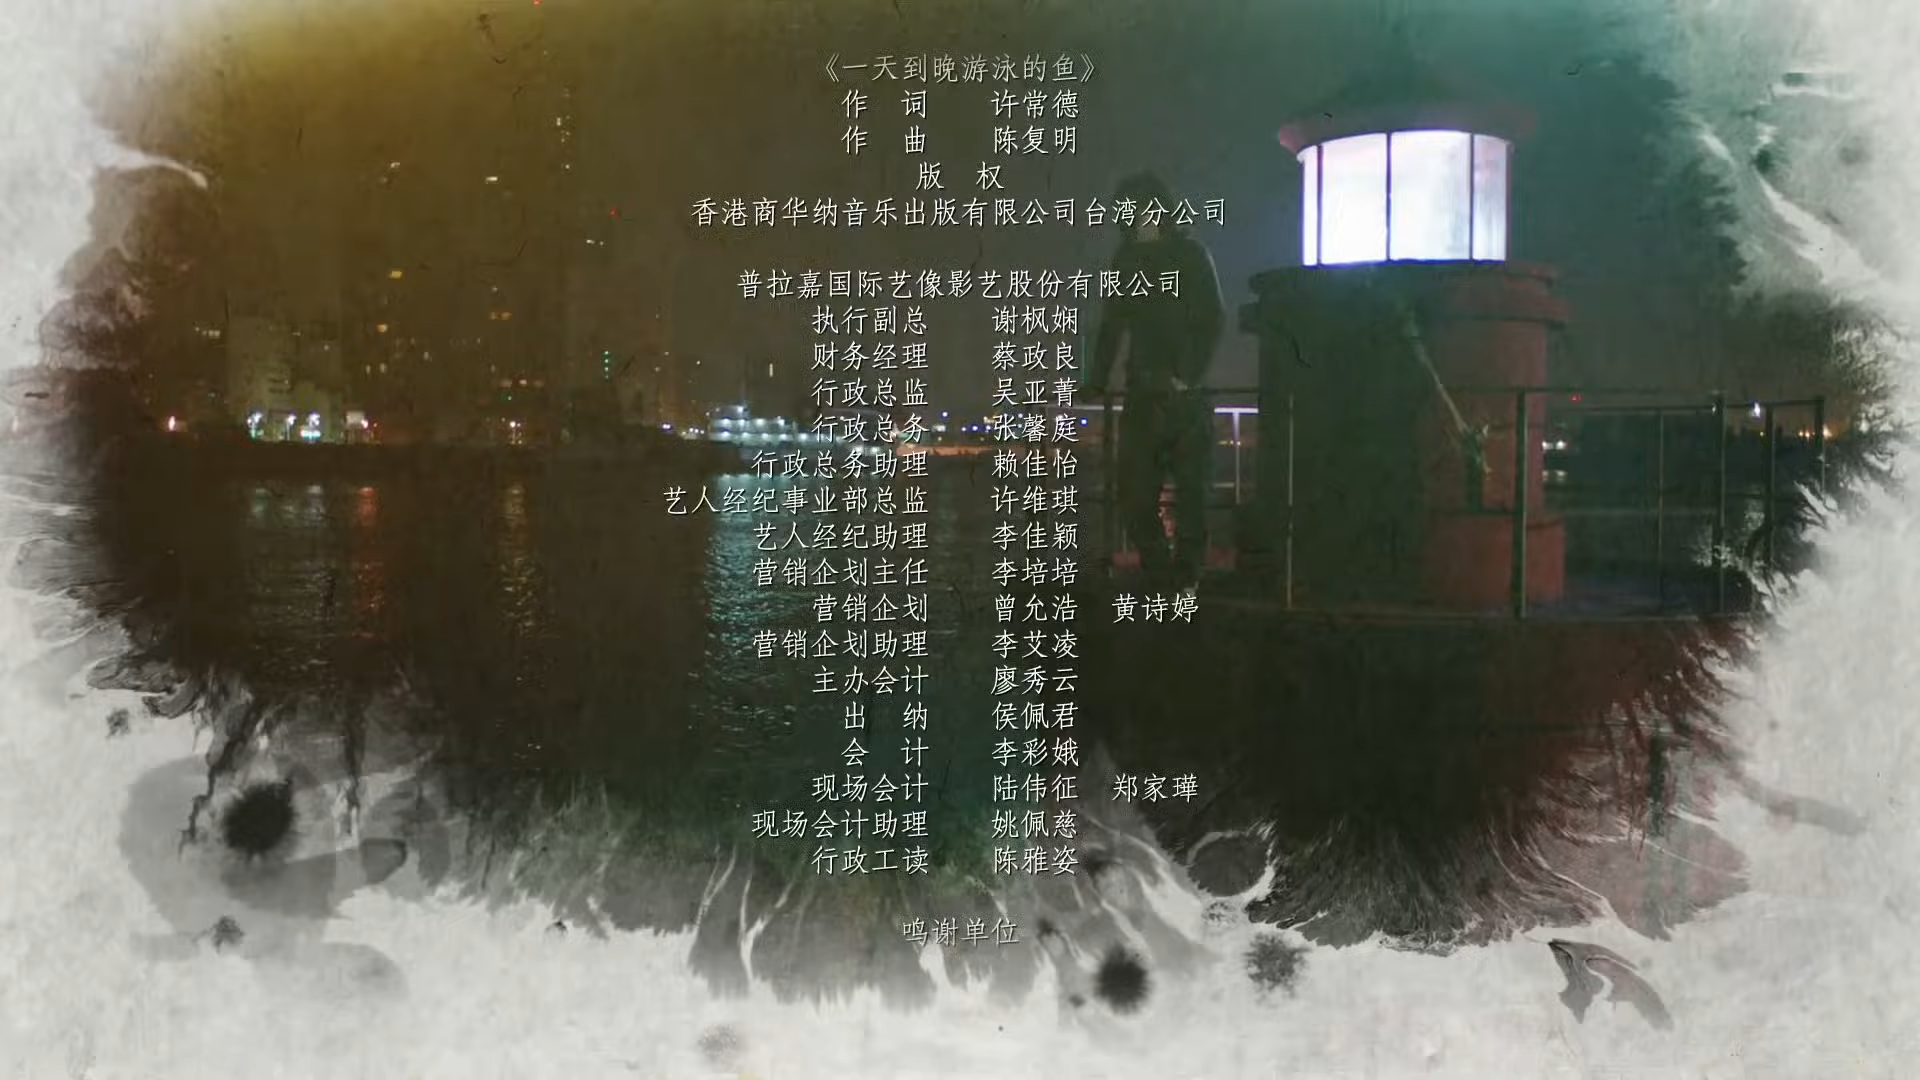 《一天到晚游泳的鱼》
作　词　　许常德
作　曲　　陈复明
版　权
香港商华纳音乐出版有限公司台湾分公司
普拉嘉国际艺像影艺股份有限公司
执行副总　　谢枫娴
财务经理　　蔡政良
行政总监　　吴亚菁
行政总务　　张馨庭
行政总务助理　　赖佳怡
艺人经纪事业部总监　　许维琪
艺人经纪助理　　李佳颖
营销企划主任　　李培培
营销企划　　曾允浩　黄诗婷
营销企划助理　　李艾凌
主办会计　　廖秀云
出　纳　　侯佩君
会　计　　李彩娥
现场会计　　陆伟征　郑家瑋
现场会计助理　　姚佩慈
行政工读　　陈雅姿
鸣谢单位